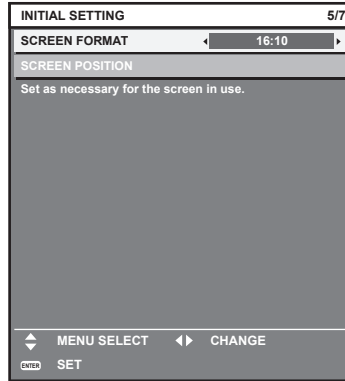 INITIAL SETTING 5/7
SCREEN FORMAT 16:10
SCREEN POSITION
Set as necessary for the screen in use.
MENU SELECT CHANGE
ENTER SET